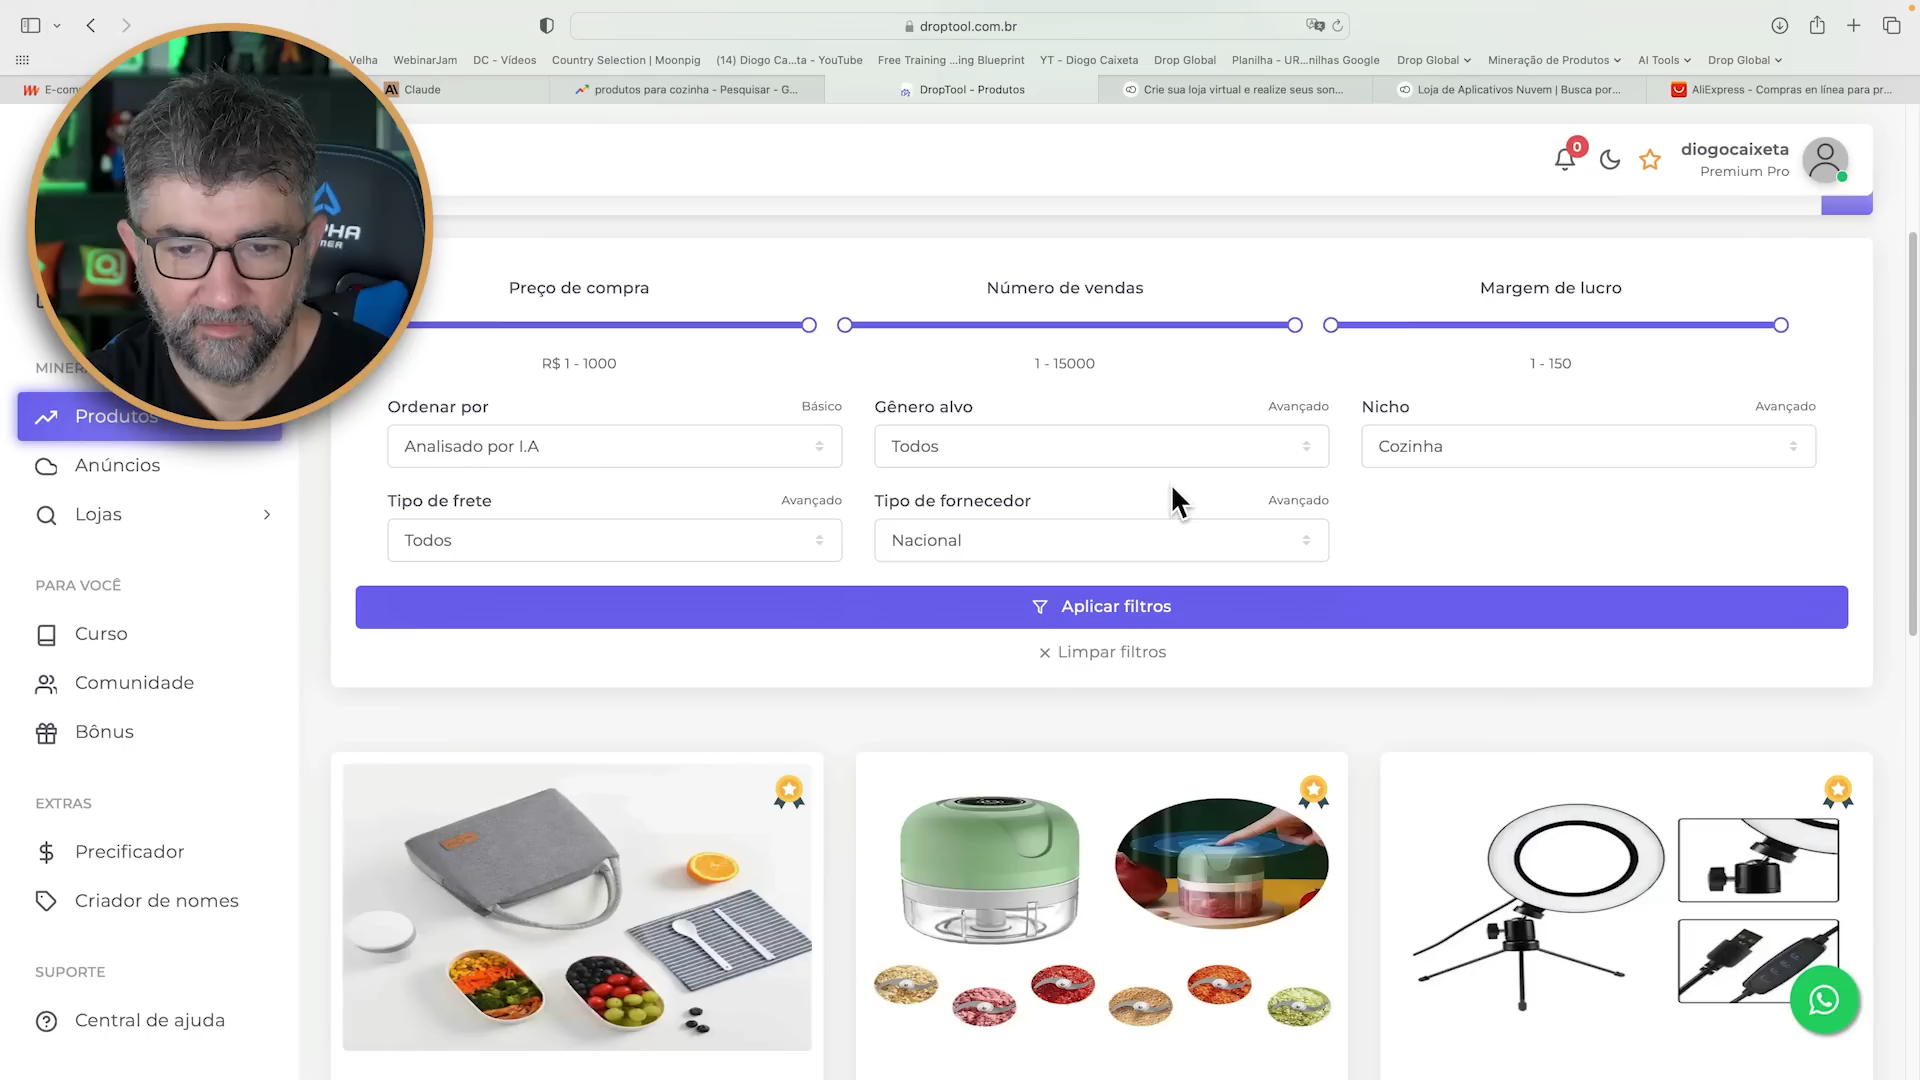 droptool.com.br
Velha
WebinarJam
DC - Vídeos
Country Selection | Moonpig
(14) Diogo Ca...ta - YouTube
Free Training ...ing Blueprint
YT - Diogo Caixeta
Drop Global
Planilha - UR...nilhas Google
Drop Global
Mineração de Produtos
AI Tools
Drop Global
E-com
Claude
produtos para cozinha - Pesquisar - G...
DropTool - Produtos
Crie sua loja virtual e realize seus son...
Loja de Aplicativos Nuvem | Busca por...
AliExpress - Compras en línea para pr...
0
diogocaixeta
Premium Pro
Preço de compra
Número de vendas
Margem de lucro
R$ 1 - 1000
1 - 15000
1 - 150
Ordenar por
Básico
Gênero alvo
Avançado
Nicho
Avançado
Analisado por I.A
Todos
Cozinha
Tipo de frete
Avançado
Tipo de fornecedor
Avançado
Todos
Nacional
Aplicar filtros
Limpar filtros
MINER
Produtos
Anúncios
Lojas
PARA VOCÊ
Curso
Comunidade
Bônus
EXTRAS
Precificador
Criador de nomes
SUPORTE
Central de ajuda